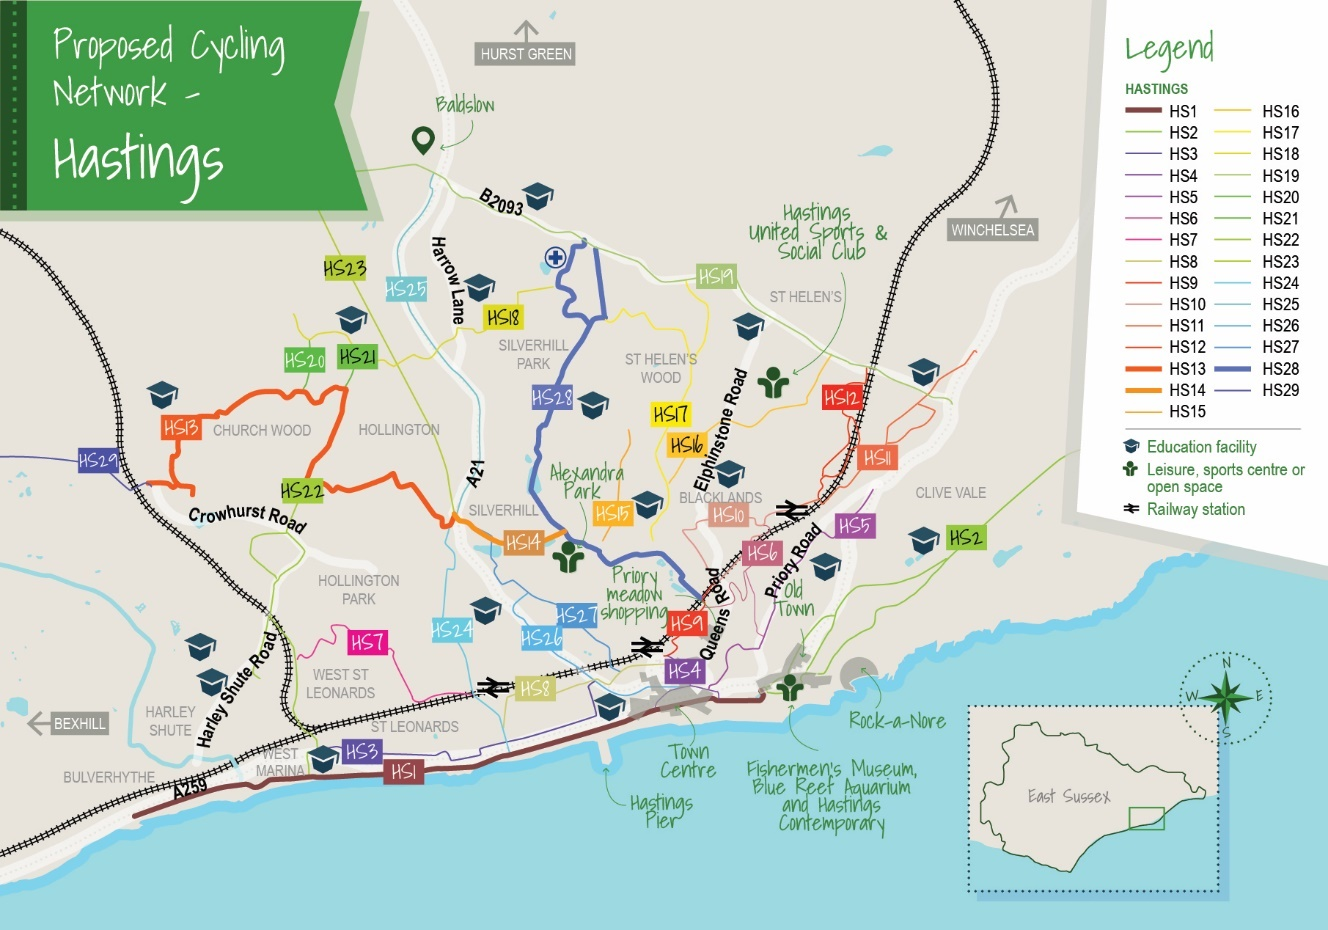 Proposed Cycling
Network -
Hastings
HURST GREEN
Baldslow
B2093
Harrow Lane
HS23
HS25
HS18
HS19
HS20
HS21
Hastings
United Sports &
Social Club
WINCHELSEA
ST HELEN'S
SILVERHILL
PARK
ST HELEN'S
WOOD
HS28
HS17
HS16
Elphinstone Road
HS12
HS11
HS13
CHURCH WOOD
HOLLINGTON
HS29
HS22
Crowhurst Road
A21
Alexandra
Park
HS15
BLACKLANDS
HS10
CLIVE VALE
SILVERHILL
HS14
HS5
HS2
HS6
Priory Road
HOLLINGTON
PARK
Priory
meadow
shopping
Old
Town
HS27
HS26
HS24
HS9
Queens Road
HS7
HS4
HS8
WEST ST
LEONARDS
Harley Shute Road
HARLEY
SHUTE
BEXHILL
ST LEONARDS
HS3
WEST
MARINA
HS1
BULVERHYTHE
A259
Rock-a-Nore
Town
Centre
Hastings
Pier
Fishermen's Museum,
Blue Reef Aquarium
and Hastings
Contemporary
Legend
HASTINGS
HS1
HS2
HS3
HS4
HS5
HS6
HS7
HS8
HS9
HS10
HS11
HS12
HS13
HS14
HS15
HS16
HS17
HS18
HS19
HS20
HS21
HS22
HS23
HS24
HS25
HS26
HS27
HS28
HS29
Education facility
Leisure, sports centre or
open space
Railway station
N
W E
S
East Sussex